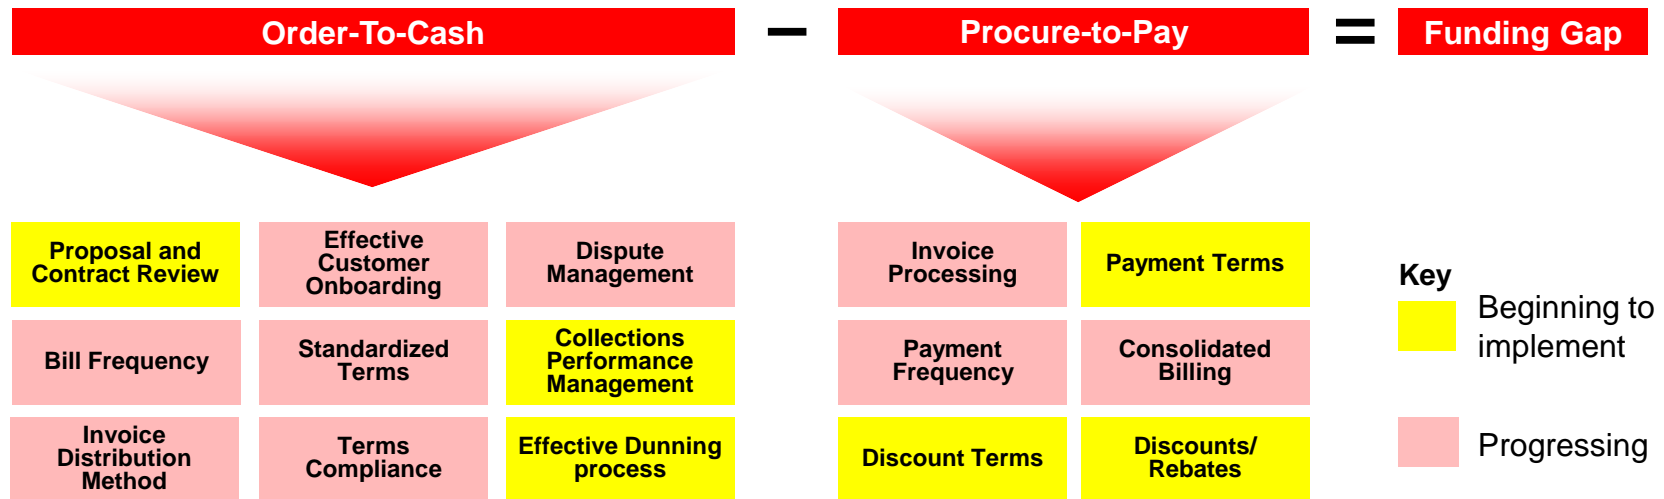 Order-To-Cash
–
Procure-to-Pay
=
Funding Gap
Proposal and
Contract Review
Effective
Customer
Onboarding
Dispute
Management
Invoice
Processing
Payment Terms
Key
Beginning to
implement
Bill Frequency
Standardized
Terms
Collections
Performance
Management
Payment
Frequency
Consolidated
Billing
Invoice
Distribution
Method
Terms
Compliance
Effective Dunning
process
Discount Terms
Discounts/
Rebates
Progressing